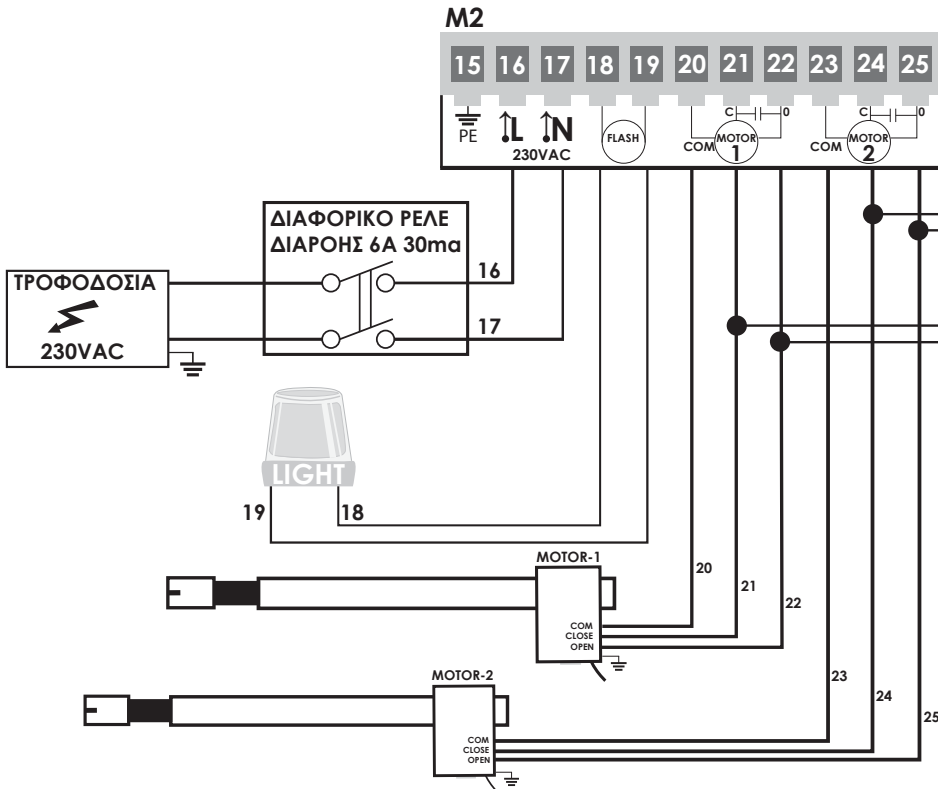 M2
15 16 17 18 19 20 21 22 23 24 25
PE
L N
230VAC
FLASH
C 0
COM MOTOR 1
C 0
COM MOTOR 2
ΔΙΑΦΟΡΙΚΟ ΡΕΛΕ
ΔΙΑΡΟΗΣ 6Α 30ma
16
17
ΤΡΟΦΟΔΟΣΙΑ
230VAC
LIGHT
19 18
MOTOR-1
COM
CLOSE
OPEN
20
21
22
MOTOR-2
COM
CLOSE
OPEN
23
24
25